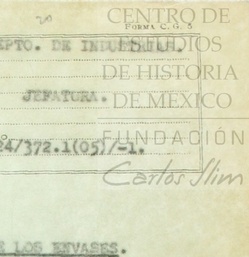 FORMA C. G. 5
CENTRO DE
DEPTO. DE INDUSTRIAS.
ESTUDIOS
DE HISTORIA
JEFATURA.
DE MEXICO
FUNDACIÓN
24/372.1(05)/-1.
Carlos Slim
E LOS ENVASES.